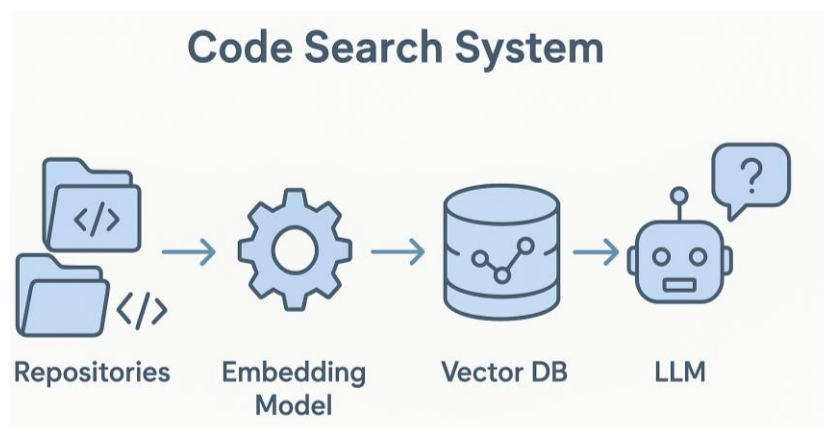 Code Search System
?
</>
</>
Repositories
Embedding
Model
Vector DB
LLM